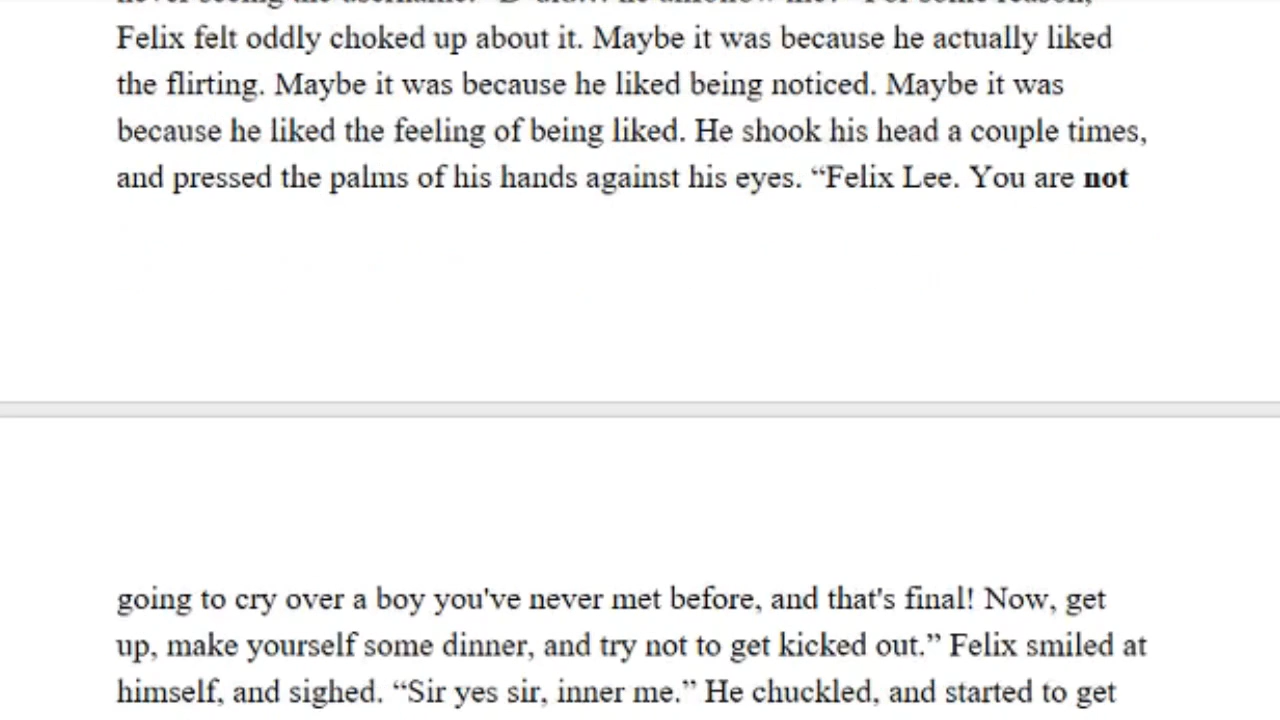 Felix felt oddly choked up about it. Maybe it was because he actually liked
the flirting. Maybe it was because he liked being noticed. Maybe it was
because he liked the feeling of being liked. He shook his head a couple times,
and pressed the palms of his hands against his eyes. “Felix Lee. You are not
going to cry over a boy you've never met before, and that's final! Now, get
up, make yourself some dinner, and try not to get kicked out.” Felix smiled at
himself, and sighed. “Sir yes sir, inner me.” He chuckled, and started to get